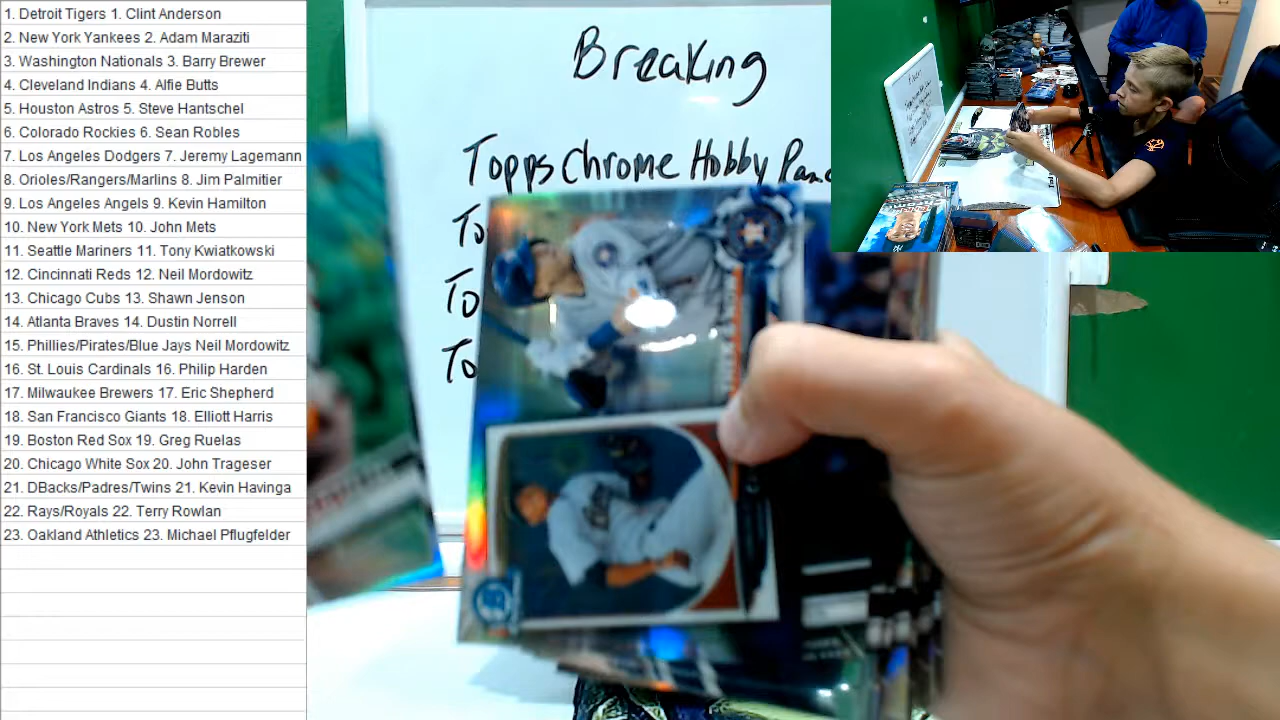 1. Detroit Tigers 1. Clint Anderson
2. New York Yankees 2. Adam Maraziti
3. Washington Nationals 3. Barry Brewer
4. Cleveland Indians 4. Alfie Butts
5. Houston Astros 5. Steve Hantschel
6. Colorado Rockies 6. Sean Robles
7. Los Angeles Dodgers 7. Jeremy Lagemann
8. Orioles/Rangers/Marlins 8. Jim Palmitier
9. Los Angeles Angels 9. Kevin Hamilton
10. New York Mets 10. John Mets
11. Seattle Mariners 11. Tony Kwiatkowski
12. Cincinnati Reds 12. Neil Mordowitz
13. Chicago Cubs 13. Shawn Jenson
14. Atlanta Braves 14. Dustin Norrell
15. Phillies/Pirates/Blue Jays Neil Mordowitz
16. St. Louis Cardinals 16. Philip Harden
17. Milwaukee Brewers 17. Eric Shepherd
18. San Francisco Giants 18. Elliott Harris
19. Boston Red Sox 19. Greg Ruelas
20. Chicago White Sox 20. John Trageser
21. DBacks/Padres/Twins 21. Kevin Havinga
22. Rays/Royals 22. Terry Rowlan
23. Oakland Athletics 23. Michael Pflugfelder
Breaking
Topps Chrome Hobby
To
To
To